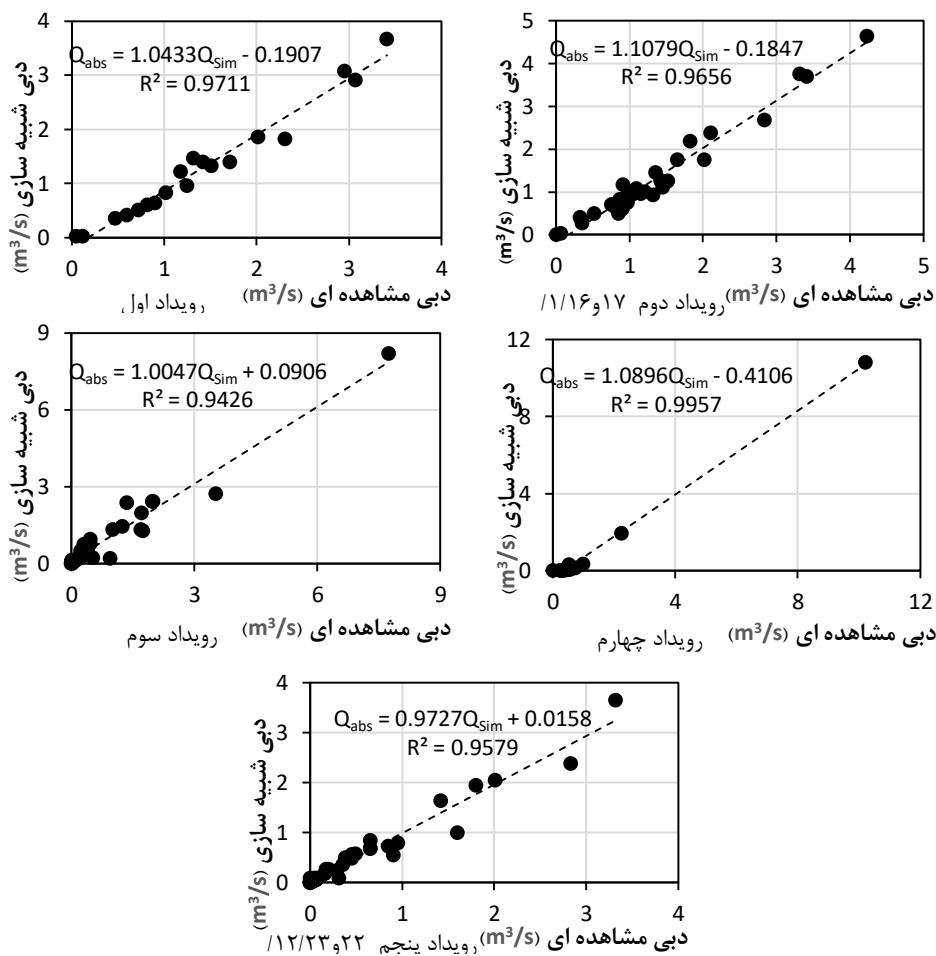 Q_abs = 1.0433Q_Sim - 0.1907
R² = 0.9711
4
3
2
1
0
0 1 2 3 4
دبی شبیه سازی (m³/s)
دبی مشاهده ای (m³/s)
رویداد اول
Q_abs = 1.1079Q_Sim - 0.1847
R² = 0.9656
5
4
3
2
1
0
0 1 2 3 4 5
دبی شبیه سازی (m³/s)
دبی مشاهده ای (m³/s)
رویداد دوم ۱۷و۱/۱۶/
Q_abs = 1.0047Q_Sim + 0.0906
R² = 0.9426
9
6
3
0
0 3 6 9
دبی شبیه سازی (m³/s)
دبی مشاهده ای (m³/s)
رویداد سوم
Q_abs = 1.0896Q_Sim - 0.4106
R² = 0.9957
12
8
4
0
0 4 8 12
دبی شبیه سازی (m³/s)
دبی مشاهده ای (m³/s)
رویداد چهارم
Q_abs = 0.9727Q_Sim + 0.0158
R² = 0.9579
4
3
2
1
0
0 1 2 3 4
دبی شبیه سازی (m³/s)
دبی مشاهده ای (m³/s)
رویداد پنجم ۲۲و۱۲/۲۳/